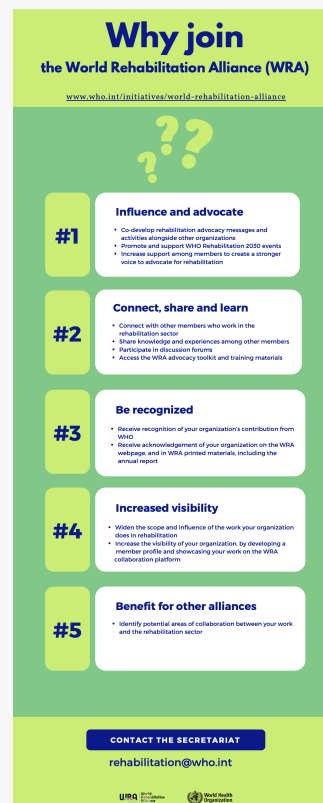 Why join
the World Rehabilitation Alliance (WRA)
www.who.int/initiatives/world-rehabilitation-alliance
???
#1
Influence and advocate
• Co-develop rehabilitation advocacy messages and
activities alongside other organizations
• Promote and support WHO Rehabilitation 2030 events
• Increase support among members to create a stronger
voice to advocate for rehabilitation
#2
Connect, share and learn
• Connect with other members who work in the
rehabilitation sector
• Share knowledge and experiences among other members
• Participate in discussion forums
• Access the WRA advocacy toolkit and training materials
#3
Be recognized
• Receive recognition of your organization's contribution from
WHO
• Receive acknowledgement of your organization on the WRA
webpage, and in WRA printed materials, including the
annual report
#4
Increased visibility
• Widen the scope and influence of the work your organization
does in rehabilitation
• Increase the visibility of your organization, by developing a
member profile and showcasing your work on the WRA
collaboration platform
#5
Benefit for other alliances
• Identify potential areas of collaboration between your work
and the rehabilitation sector
CONTACT THE SECRETARIAT
rehabilitation@who.int
WRA
World
Rehabilitation
Alliance
World Health
Organization